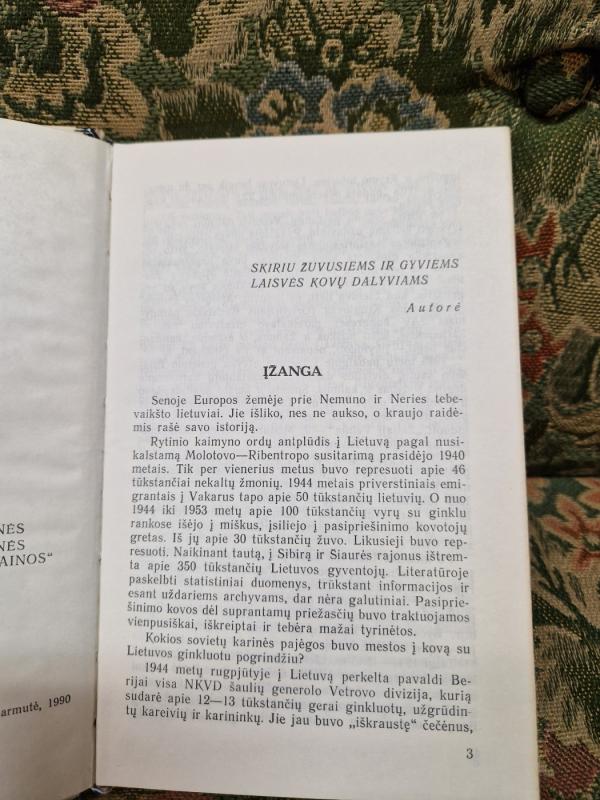 SKIRIU ŽUVUSIEMS IR GYVIEMS
LAISVĖS KOVŲ DALYVIAMS
Autorė
ĮŽANGA
Senoje Europos žemėje prie Nemuno ir Neries tebe-
vaikšto lietuviai. Jie išliko, nes ne aukso, o kraujo raidė-
mis rašė savo istoriją.
Rytinio kaimyno ordų antplūdis į Lietuvą pagal nusi-
kalstamą Molotovo—Ribentropo susitarimą prasidėjo 1940
metais. Tik per vienerius metus buvo represuoti apie 46
tūkstančiai nekaltų žmonių. 1944 metais priverstiniais emi-
grantais į Vakarus tapo apie 50 tūkstančių lietuvių. O nuo
1944 iki 1953 metų apie 100 tūkstančių vyrų su ginklu
rankose išėjo į miškus, įsiliejo į pasipriešinimo kovotojų
gretas. Iš jų apie 30 tūkstančių žuvo. Likusieji buvo rep-
resuoti. Naikinant tautą, į Sibirą ir Šiaurės rajonus ištrem-
ta apie 350 tūkstančių Lietuvos gyventojų. Literatūroje
paskelbti statistiniai duomenys, trūkstant informacijos ir
esant uždariems archyvams, dar nėra galutiniai. Pasiprie-
šinimo kovos dėl suprantamų priežasčių buvo traktuojamos
vienpusiškai, iškreiptai ir tebėra mažai tyrinėtos.
Kokios sovietų karinės pajėgos buvo mestos į kovą su
Lietuvos ginkluotu pogrindžiu?
1944 metų rugpjūtyje į Lietuvą perkelta pavaldi Be-
rijai visa NKVD šaulių generolo Vetrovo divizija, kurią
sudarė apie 12—13 tūkstančių gerai ginkluotų, užgrūdin-
tų kareivių ir karininkų. Jie jau buvo „iškraustę“ čečėnus,
3
NĖS
NĖS
AINOS“
armutė, 1990